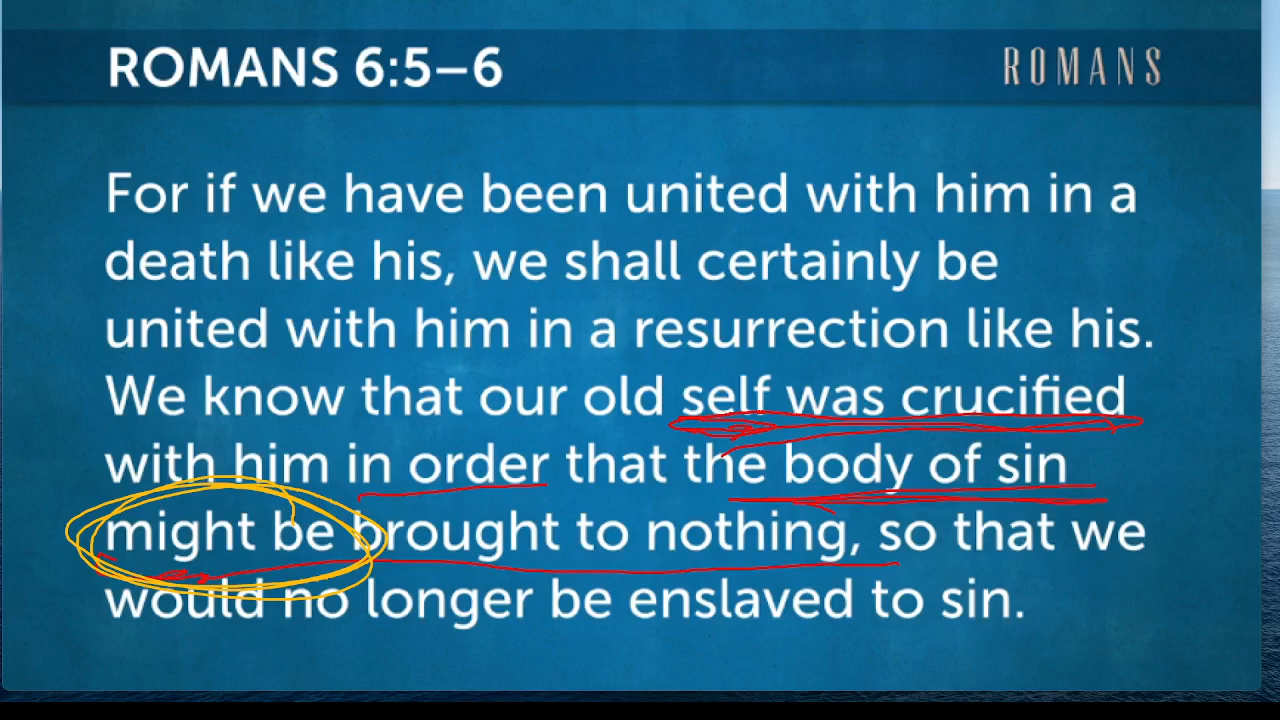 ROMANS 6:5–6
ROMANS
For if we have been united with him in a
death like his, we shall certainly be
united with him in a resurrection like his.
We know that our old self was crucified
with him in order that the body of sin
might be brought to nothing, so that we
would no longer be enslaved to sin.